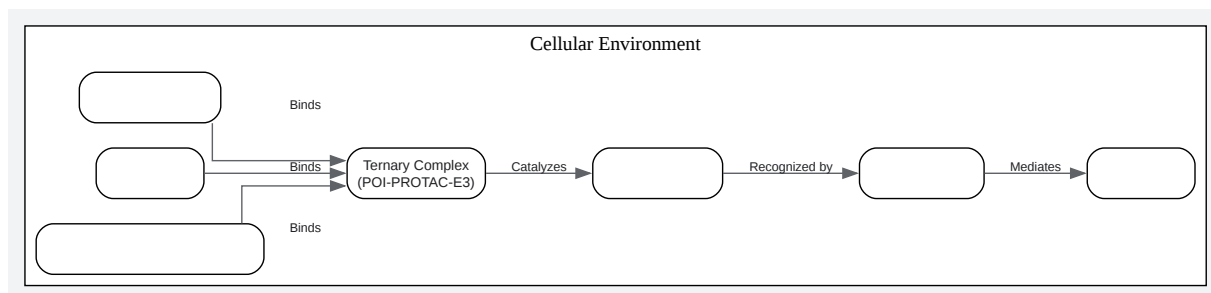 Cellular Environment
Binds
Binds
Ternary Complex
(POI-PROTAC-E3)
Catalyzes
Recognized by
Mediates
Binds